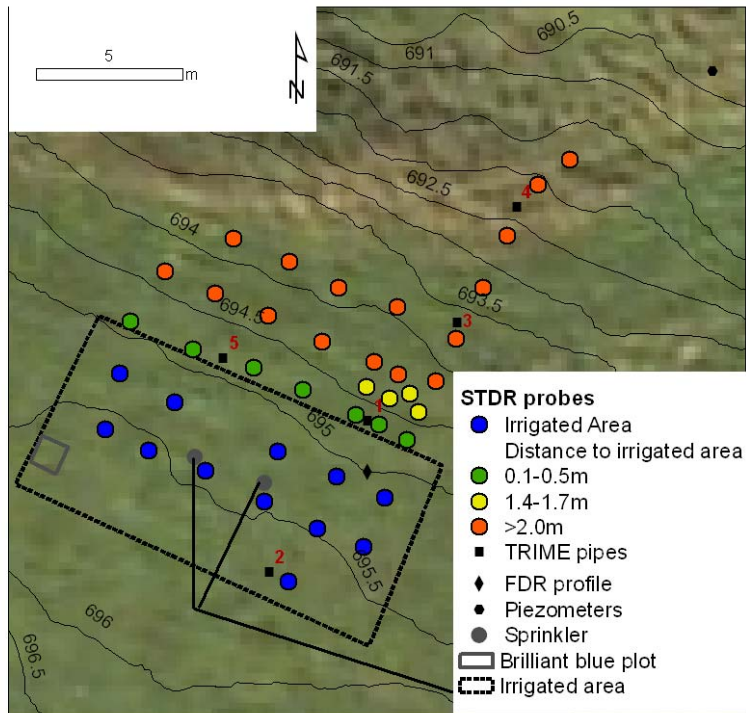 5
m
N
690.5
691
691.5
692.5
4
694
693.5
3
694.5
5
1
695
2
695.5
696
696.5
STDR probes
Irrigated Area
Distance to irrigated area
0.1-0.5m
1.4-1.7m
>2.0m
TRIME pipes
FDR profile
Piezometers
Sprinkler
Brilliant blue plot
Irrigated area